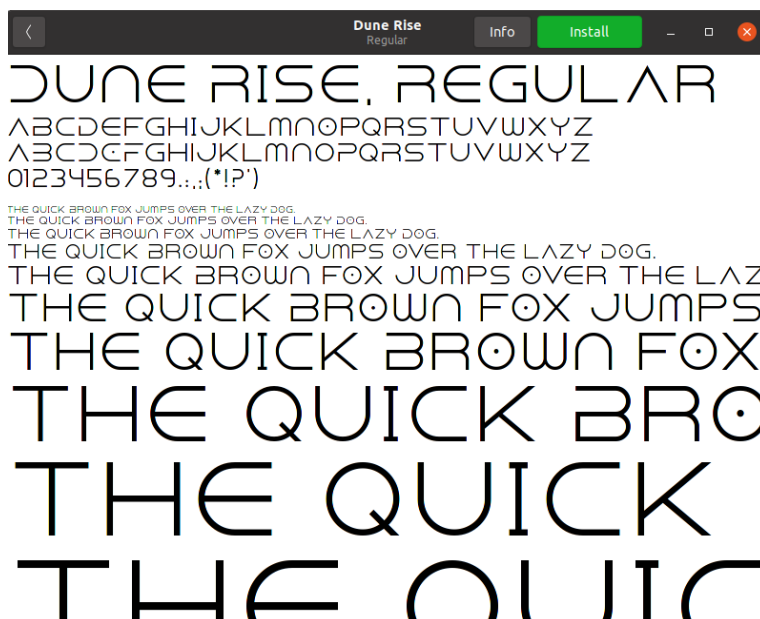 Dune Rise
Regular
Info
Install
DUNE RISE, REGULAR
ABCDEFGHIJKLMNOPQRSTUVWXYZ
ABCDEFGHIJKLMNOPQRSTUVWXYZ
0123456789.:,;(*!?')
THE QUICK BROWN FOX JUMPS OVER THE LAZY DOG.
THE QUICK BROWN FOX JUMPS OVER THE LAZY DOG.
THE QUICK BROWN FOX JUMPS OVER THE LAZY DOG.
THE QUICK BROWN FOX JUMPS OVER THE LAZY DOG.
THE QUICK BROWN FOX JUMPS OVER THE LAZ
THE QUICK BROWN FOX JUMPS
THE QUICK BROWN FOX
THE QUICK BRO
THE QUICK
THE QUIC